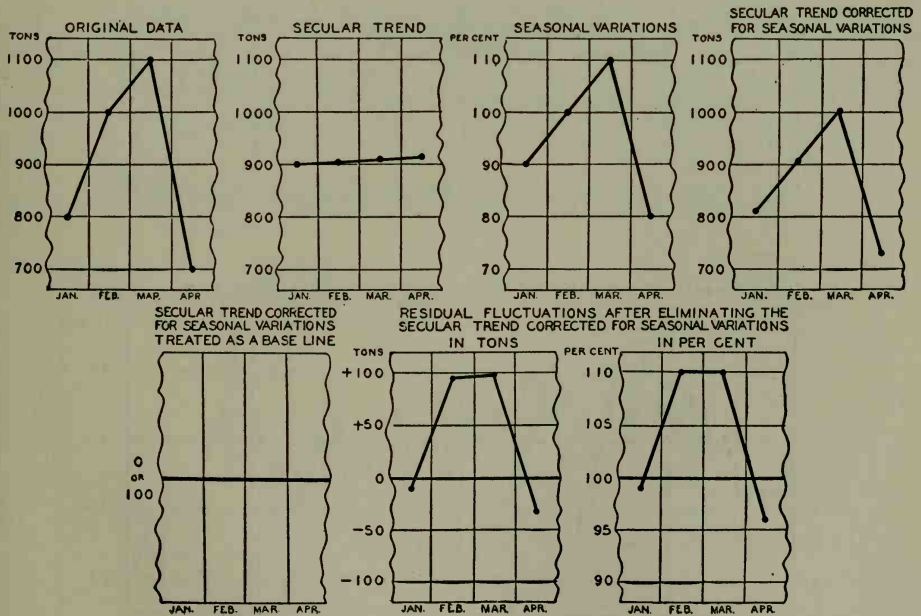 ORIGINAL DATA
TONS
1100
1000
900
800
700
JAN. FEB. MAR. APR
SECULAR TREND
TONS
1100
1000
900
800
700
JAN. FEB. MAR. APR.
SEASONAL VARIATIONS
PER CENT
110
100
90
80
70
JAN. FEB. MAR. APR.
SECULAR TREND CORRECTED
FOR SEASONAL VARIATIONS
TONS
1100
1000
900
800
700
JAN. FEB. MAR. APR.
SECULAR TREND CORRECTED
FOR SEASONAL VARIATIONS
TREATED AS A BASE LINE
0
OR
100
JAN. FEB. MAR APR.
RESIDUAL FLUCTUATIONS AFTER ELIMINATING THE
SECULAR TREND CORRECTED FOR SEASONAL VARIATIONS
IN TONS
TONS
+100
+50
0
-50
-100
JAN. FEB. MAR. APR.
IN PER CENT
PER CENT
110
105
100
95
90
JAN. FEB. MAR. APR.